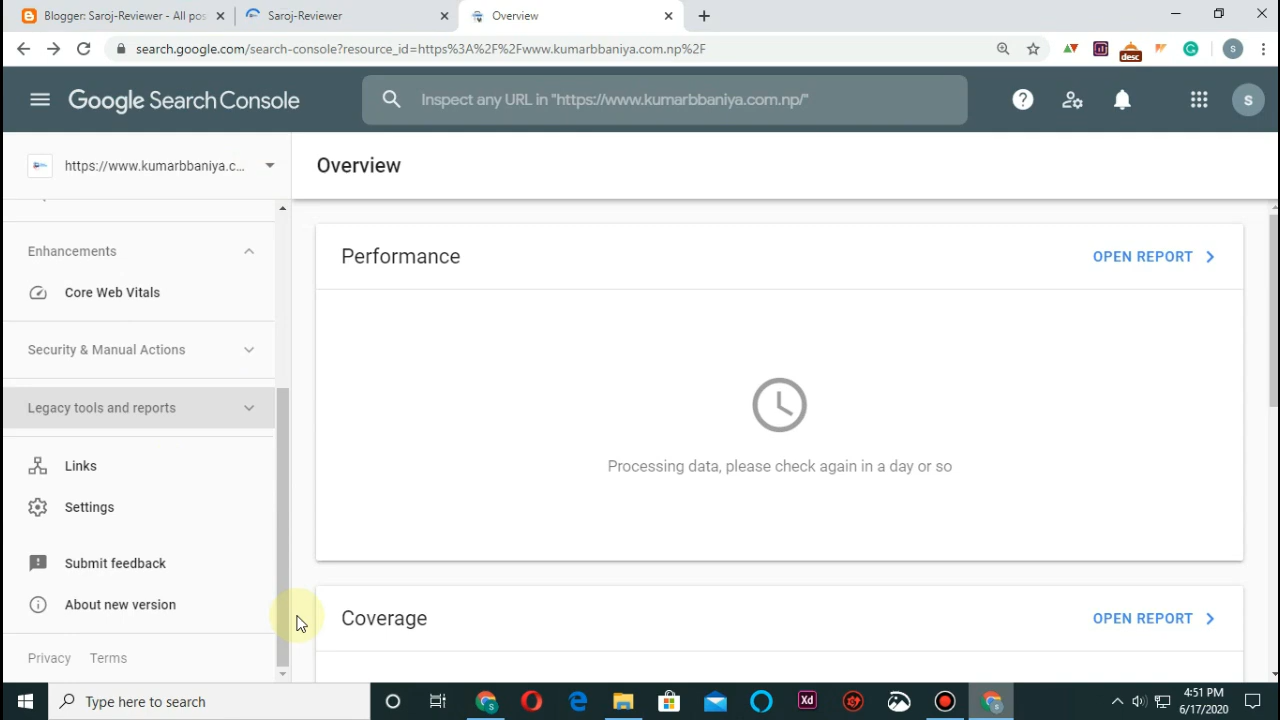 Blogger: Saroj-Reviewer - All pos
Saroj-Reviewer
Overview
search.google.com/search-console?resource_id=https%3A%2F%2Fwww.kumarbbaniya.com.np%2F
desc
S
Google Search Console
Inspect any URL in "https://www.kumarbbaniya.com.np/"
S
https://www.kumarbbaniya.c...
Overview
Enhancements
Performance
OPEN REPORT
Core Web Vitals
Security & Manual Actions
Legacy tools and reports
Links
Processing data, please check again in a day or so
Settings
Submit feedback
About new version
Coverage
OPEN REPORT
Privacy
Terms
Type here to search
Xd
4:51 PM
6/17/2020